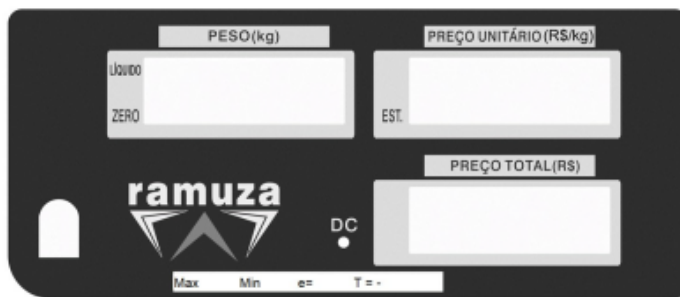 PESO(kg)
PREÇO UNITÁRIO(R$/kg)
LÍQUIDO
ZERO
EST.
PREÇO TOTAL(R$)
ramuza
DC
Max Min e= T = -